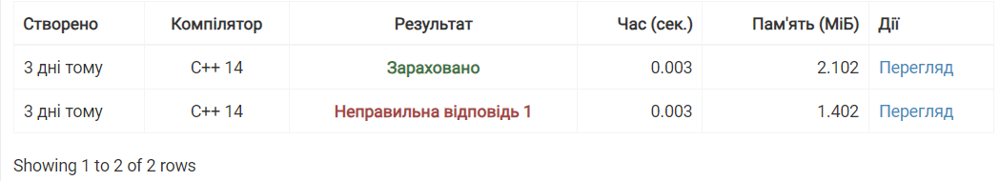 Створено Компілятор Результат Час (сек.) Пам'ять (МіБ) Дії
3 дні тому C++ 14 Зараховано 0.003 2.102 Перегляд
3 дні тому C++ 14 Неправильна відповідь 1 0.003 1.402 Перегляд
Showing 1 to 2 of 2 rows